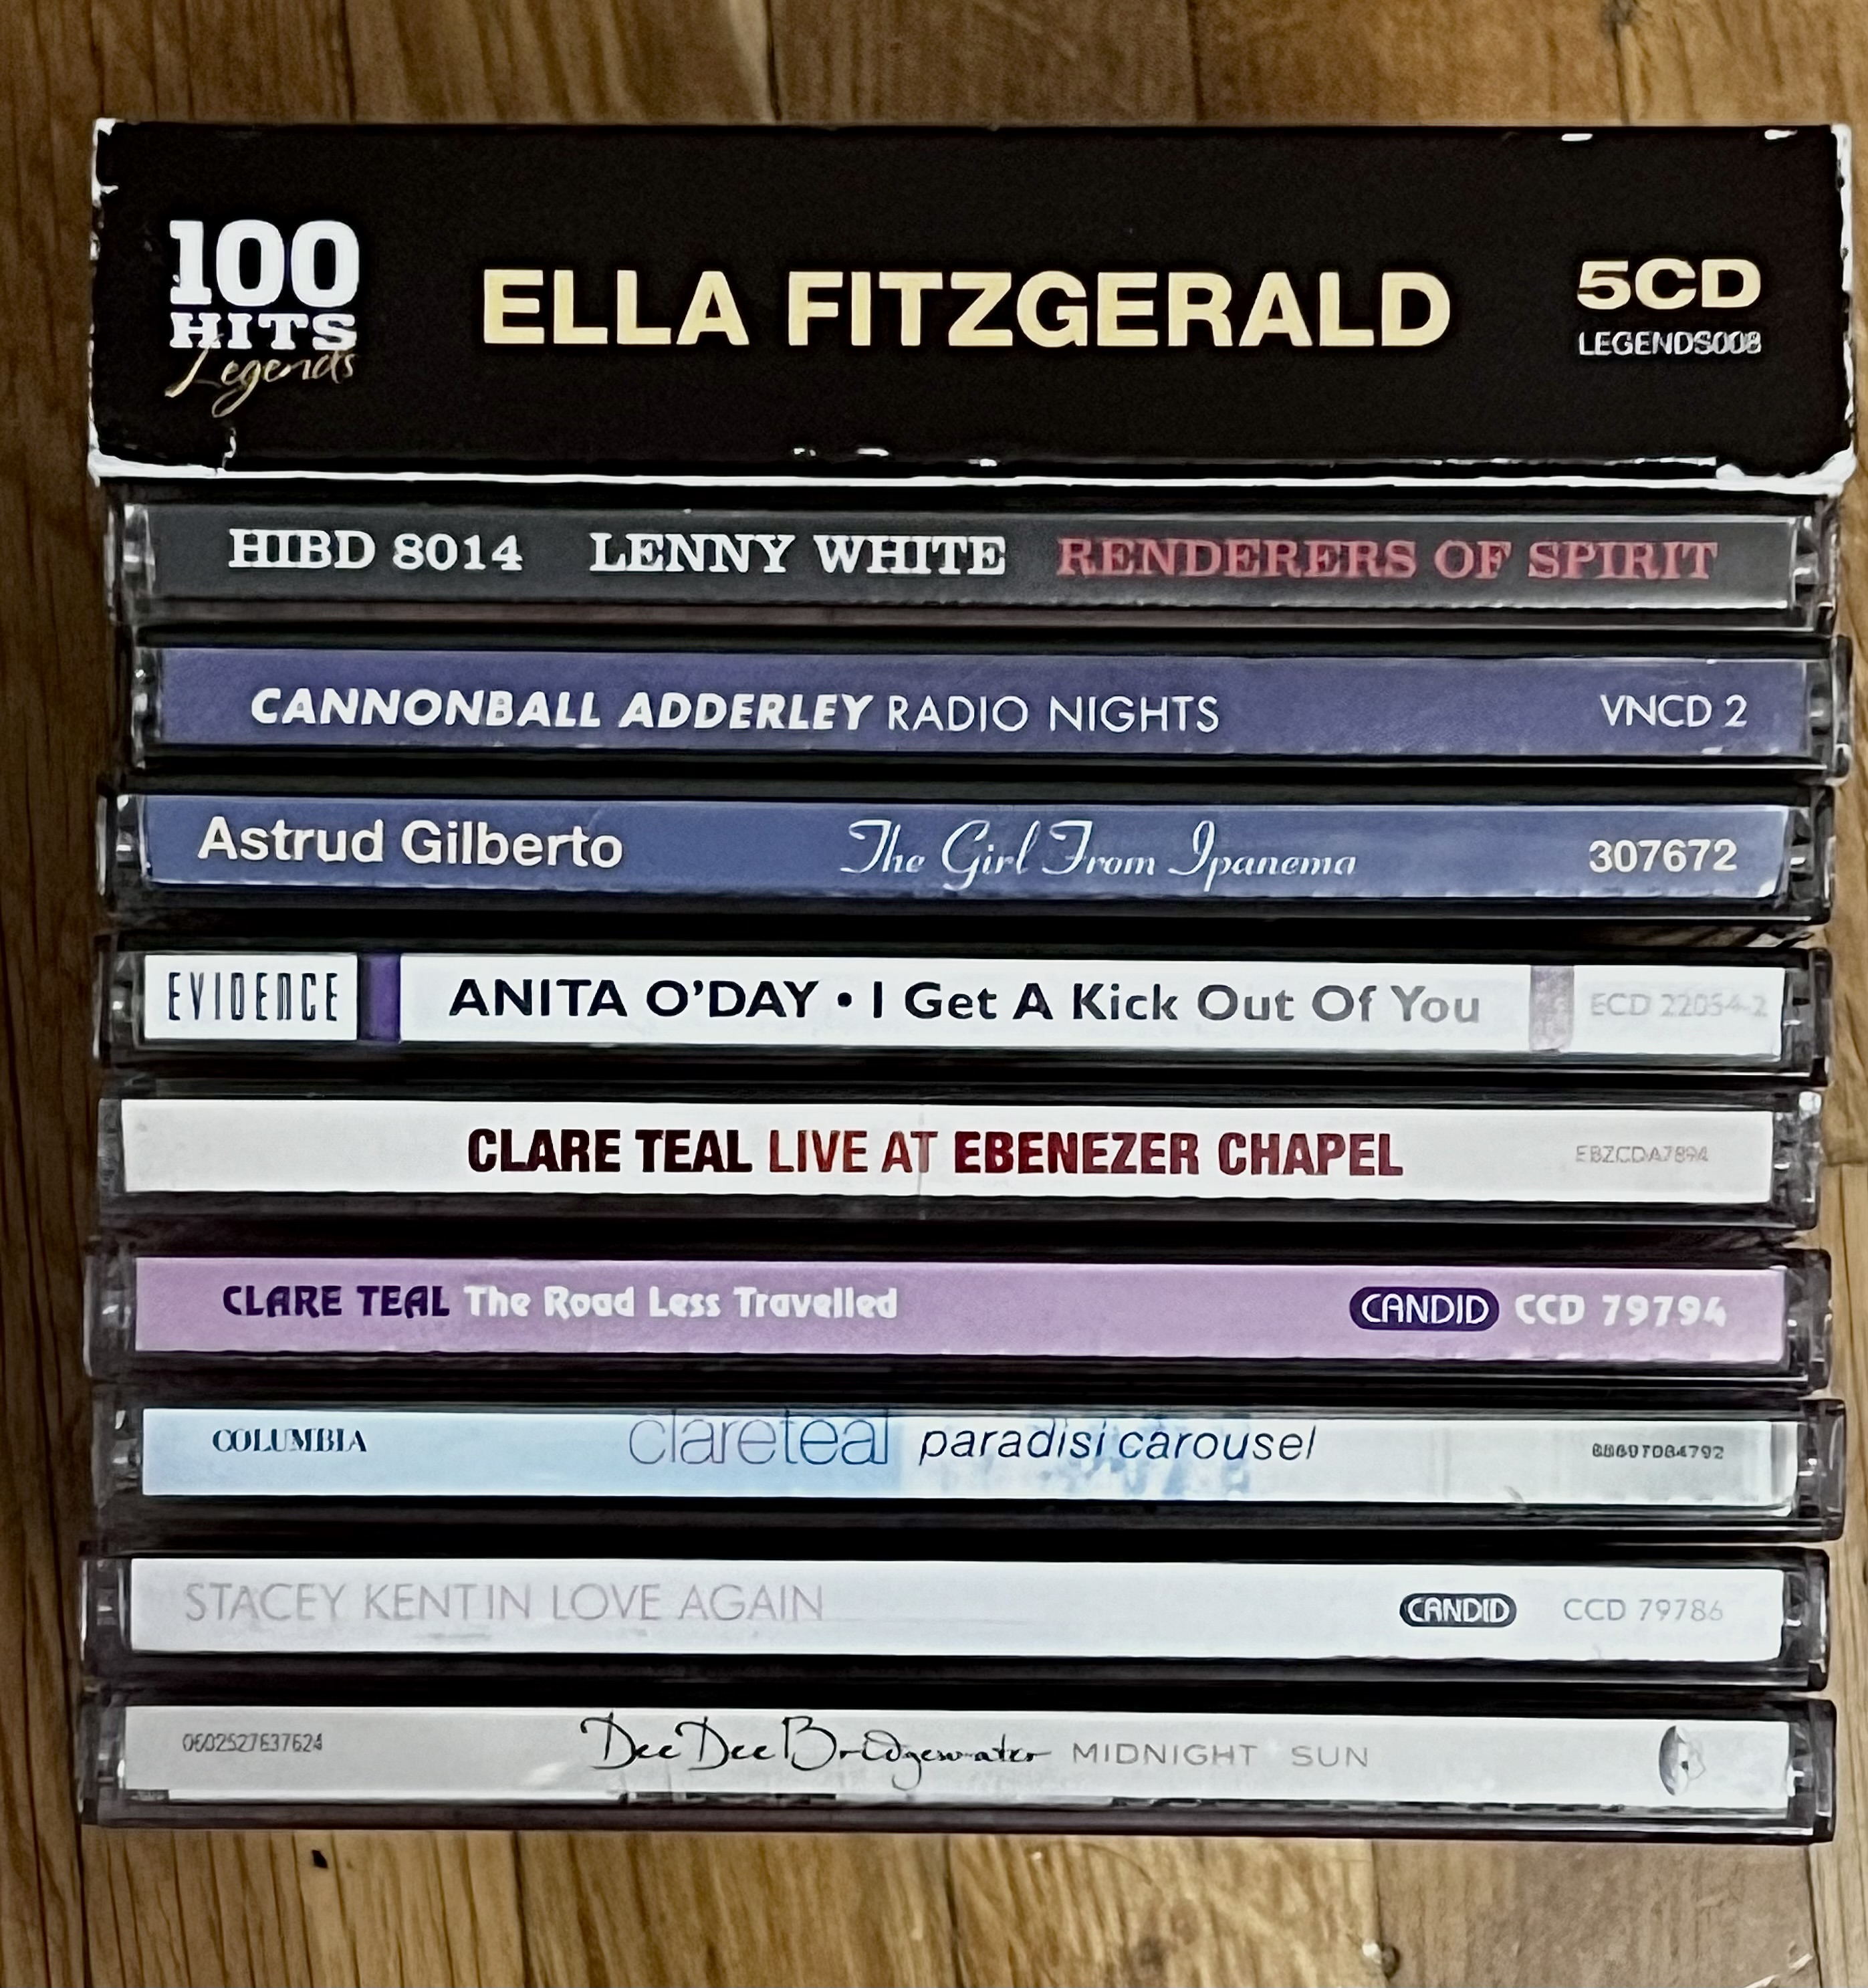 100 HITS Legends ELLA FITZGERALD 5CD LEGENDS008
HIBD 8014 LENNY WHITE RENDERERS OF SPIRIT
CANNONBALL ADDERLEY RADIO NIGHTS VNCD 2
Astrud Gilberto The Girl From Ipanema 307672
EVIDENCE ANITA O'DAY • I Get A Kick Out Of You ECD 22054-2
CLARE TEAL LIVE AT EBENEZER CHAPEL EBZCDA7894
CLARE TEAL The Road Less Travelled CANDID CCD 79794
COLUMBIA clareteal paradisi carousel
STACEY KENT IN LOVE AGAIN CANDID CCD 79786
Dee Dee Bridgewater MIDNIGHT SUN